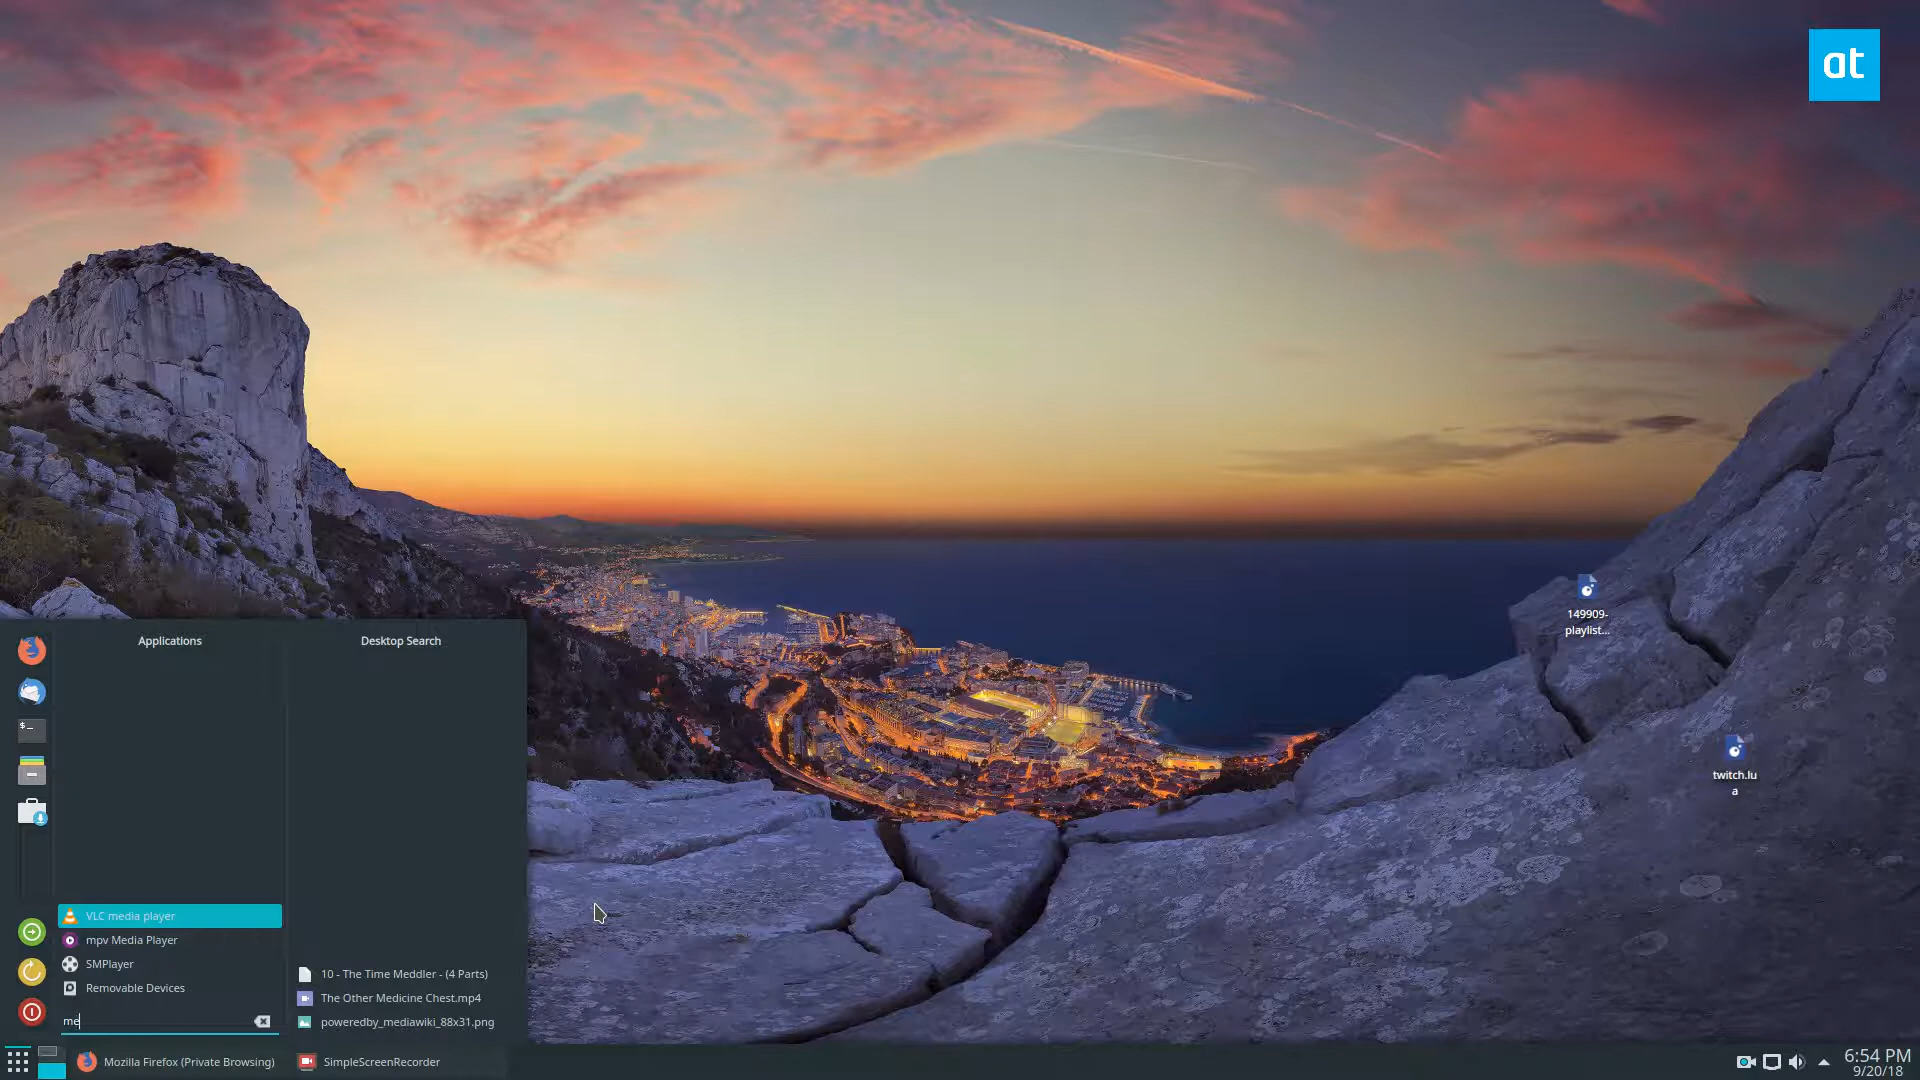 at
149909-
playlist...
twitch.lu
a
Applications
Desktop Search
$_
VLC media player
mpv Media Player
SMPlayer
Removable Devices
me
10 - The Time Meddler - (4 Parts)
The Other Medicine Chest.mp4
poweredby_mediawiki_88x31.png
Mozilla Firefox (Private Browsing)
SimpleScreenRecorder
6:54 PM
9/20/18